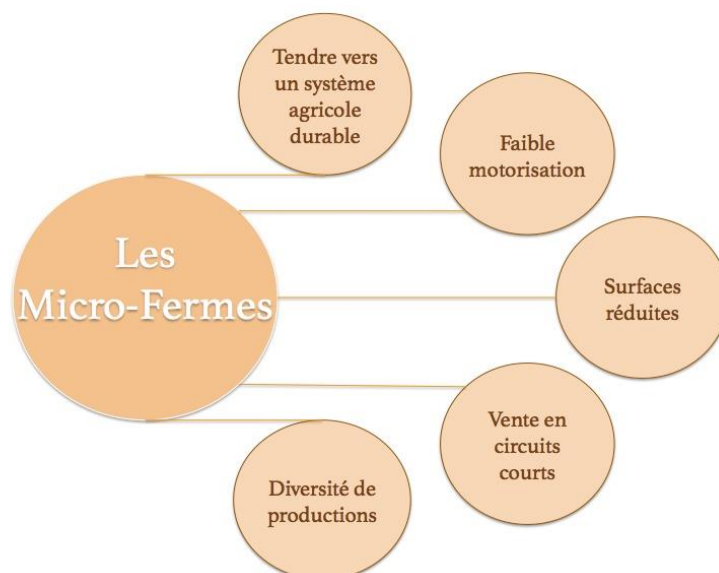 Tendre vers
un système
agricole
durable
Faible
motorisation
Les
Micro-Fermes
Surfaces
réduites
Vente en
circuits
courts
Diversité de
productions